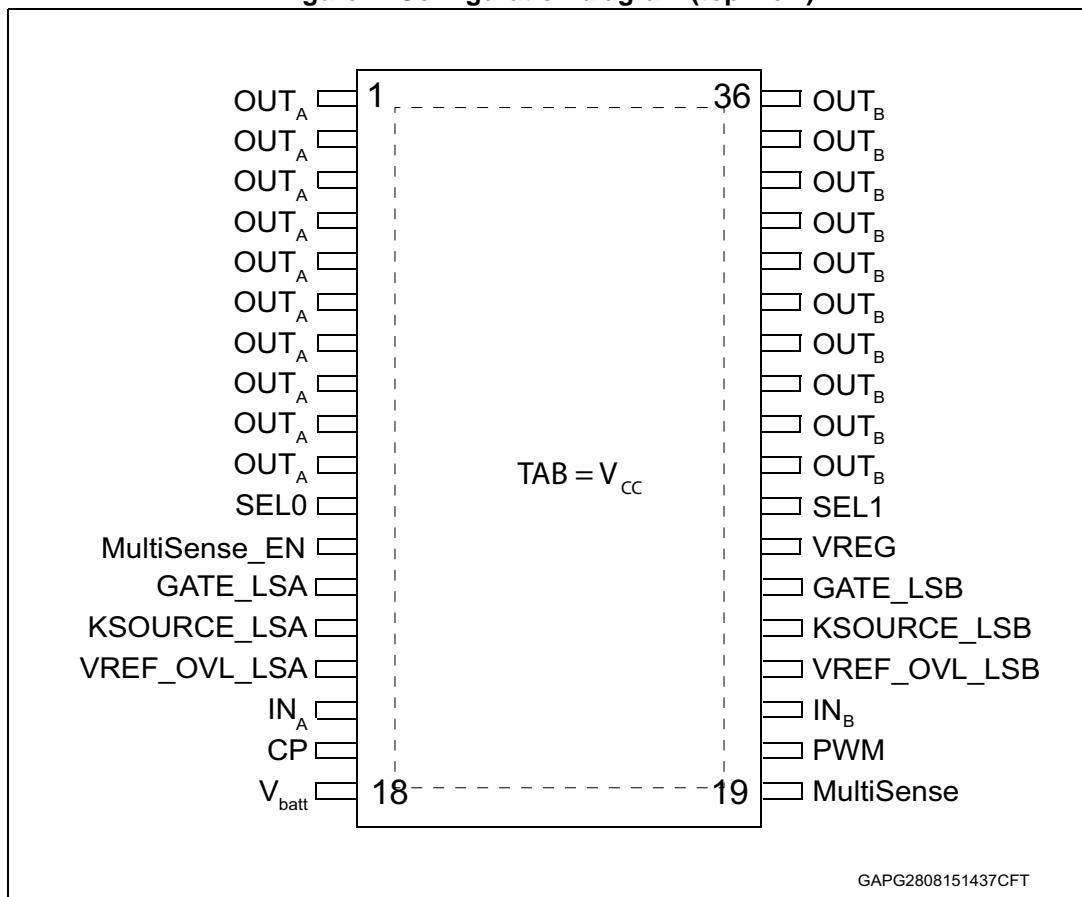 1 36
OUTA OUTB
OUTA OUTB
OUTA OUTB
OUTA OUTB
OUTA OUTB
OUTA OUTB
OUTA OUTB
OUTA OUTB
OUTA OUTB
OUTA OUTB
TAB = VCC
SEL0 SEL1
MultiSense_EN VREG
GATE_LSA GATE_LSB
KSOURCE_LSA KSOURCE_LSB
VREF_OVL_LSA VREF_OVL_LSB
INA INB
CP PWM
Vbatt 18 19 MultiSense
GAPG2808151437CFT